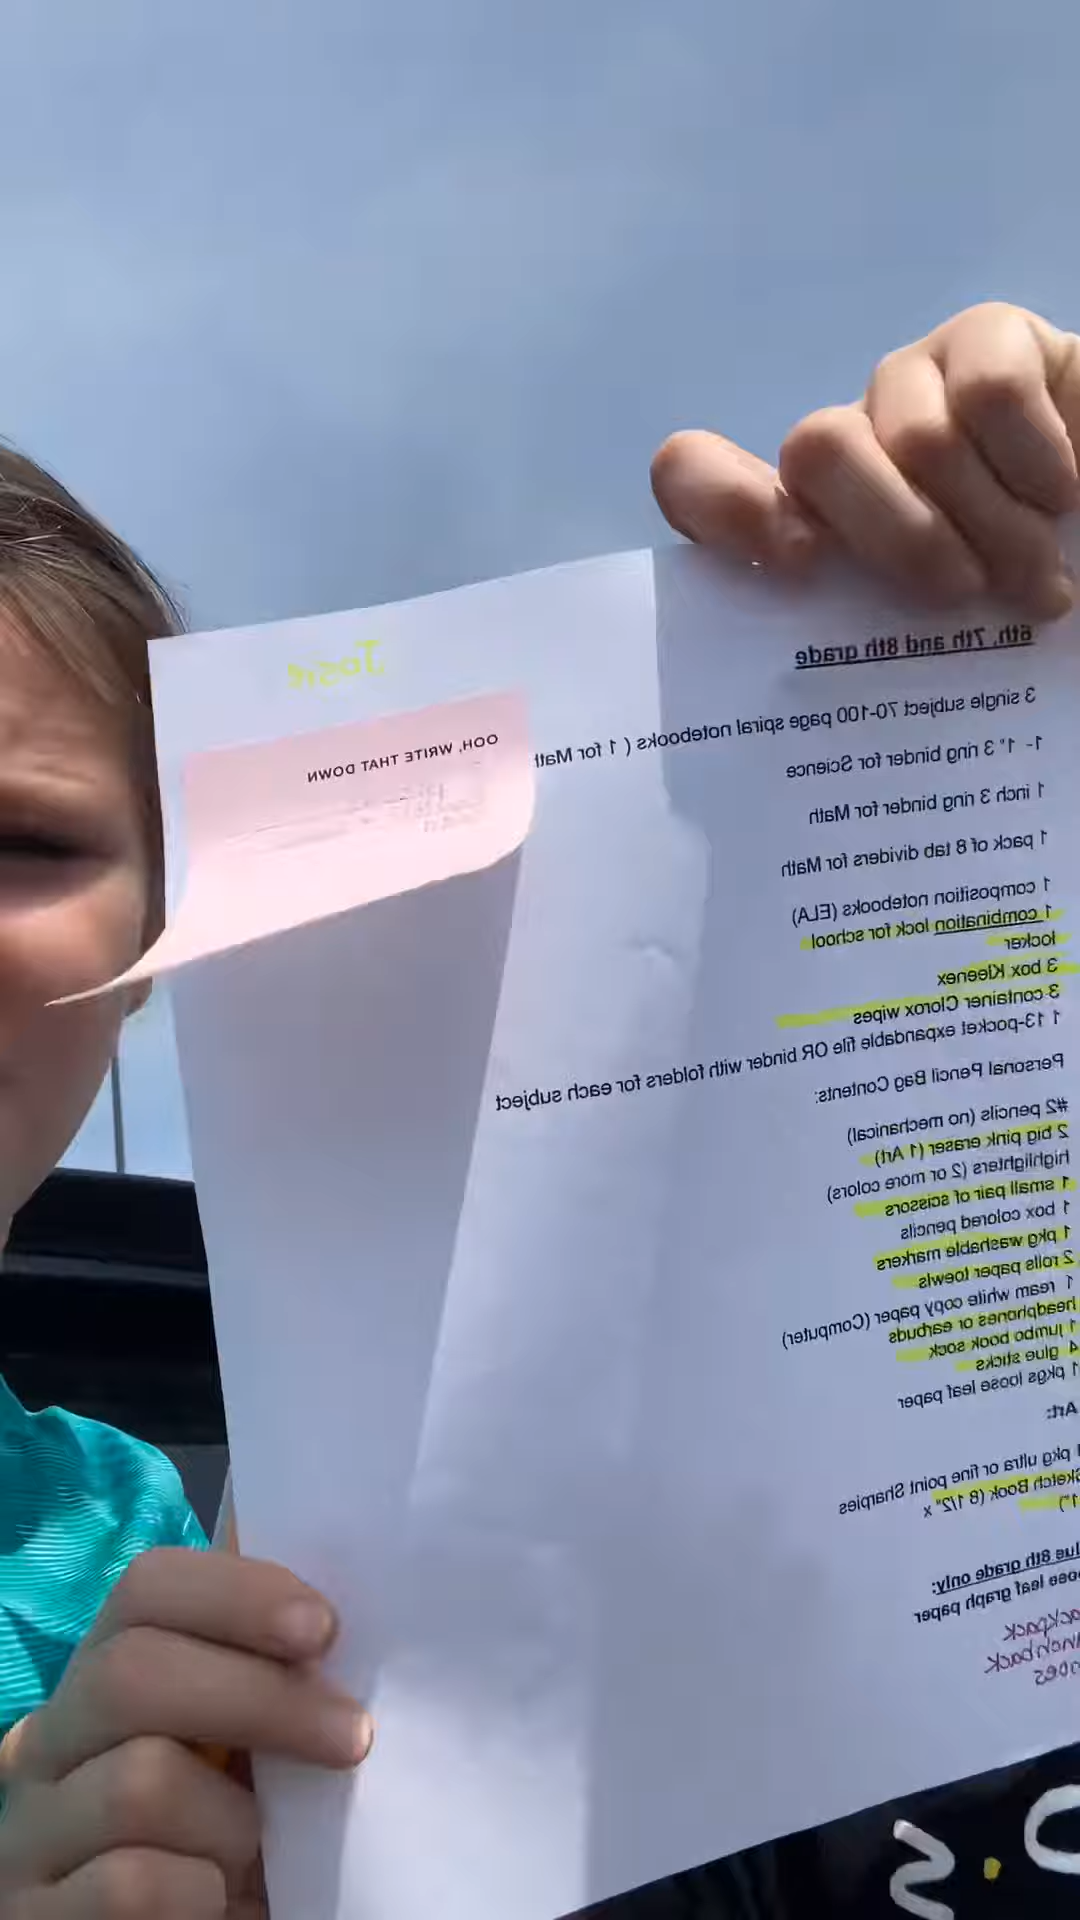 Josie
OOH, WRITE THAT DOWN
6th, 7th and 8th grade
3 single subject 70-100 page spiral notebooks ( 1 for Math
1- 1" 3 ring binder for Science
1 inch 3 ring binder for Math
1 pack of 8 tab dividers for Math
1 composition notebooks (ELA)
1 combination lock for school
locker
3 box Kleenex
3 container Clorox wipes
1 13-pocket expandable file OR binder with folders for each subject
Personal Pencil Bag Contents:
#2 pencils (no mechanical)
2 big pink eraser (1 Art)
highlighters (2 or more colors)
1 small pair of scissors
1 box colored pencils
1 pkg washable markers
2 rolls paper toewls
1 ream white copy paper (Computer)
headphones or earbuds
1 jumbo book sock
4 glue sticks
1 pkgs loose leaf paper
Art:
1 pkg ultra or fine point Sharpies
Sketch Book (8 1/2" x
8th grade only:
leaf graph paper